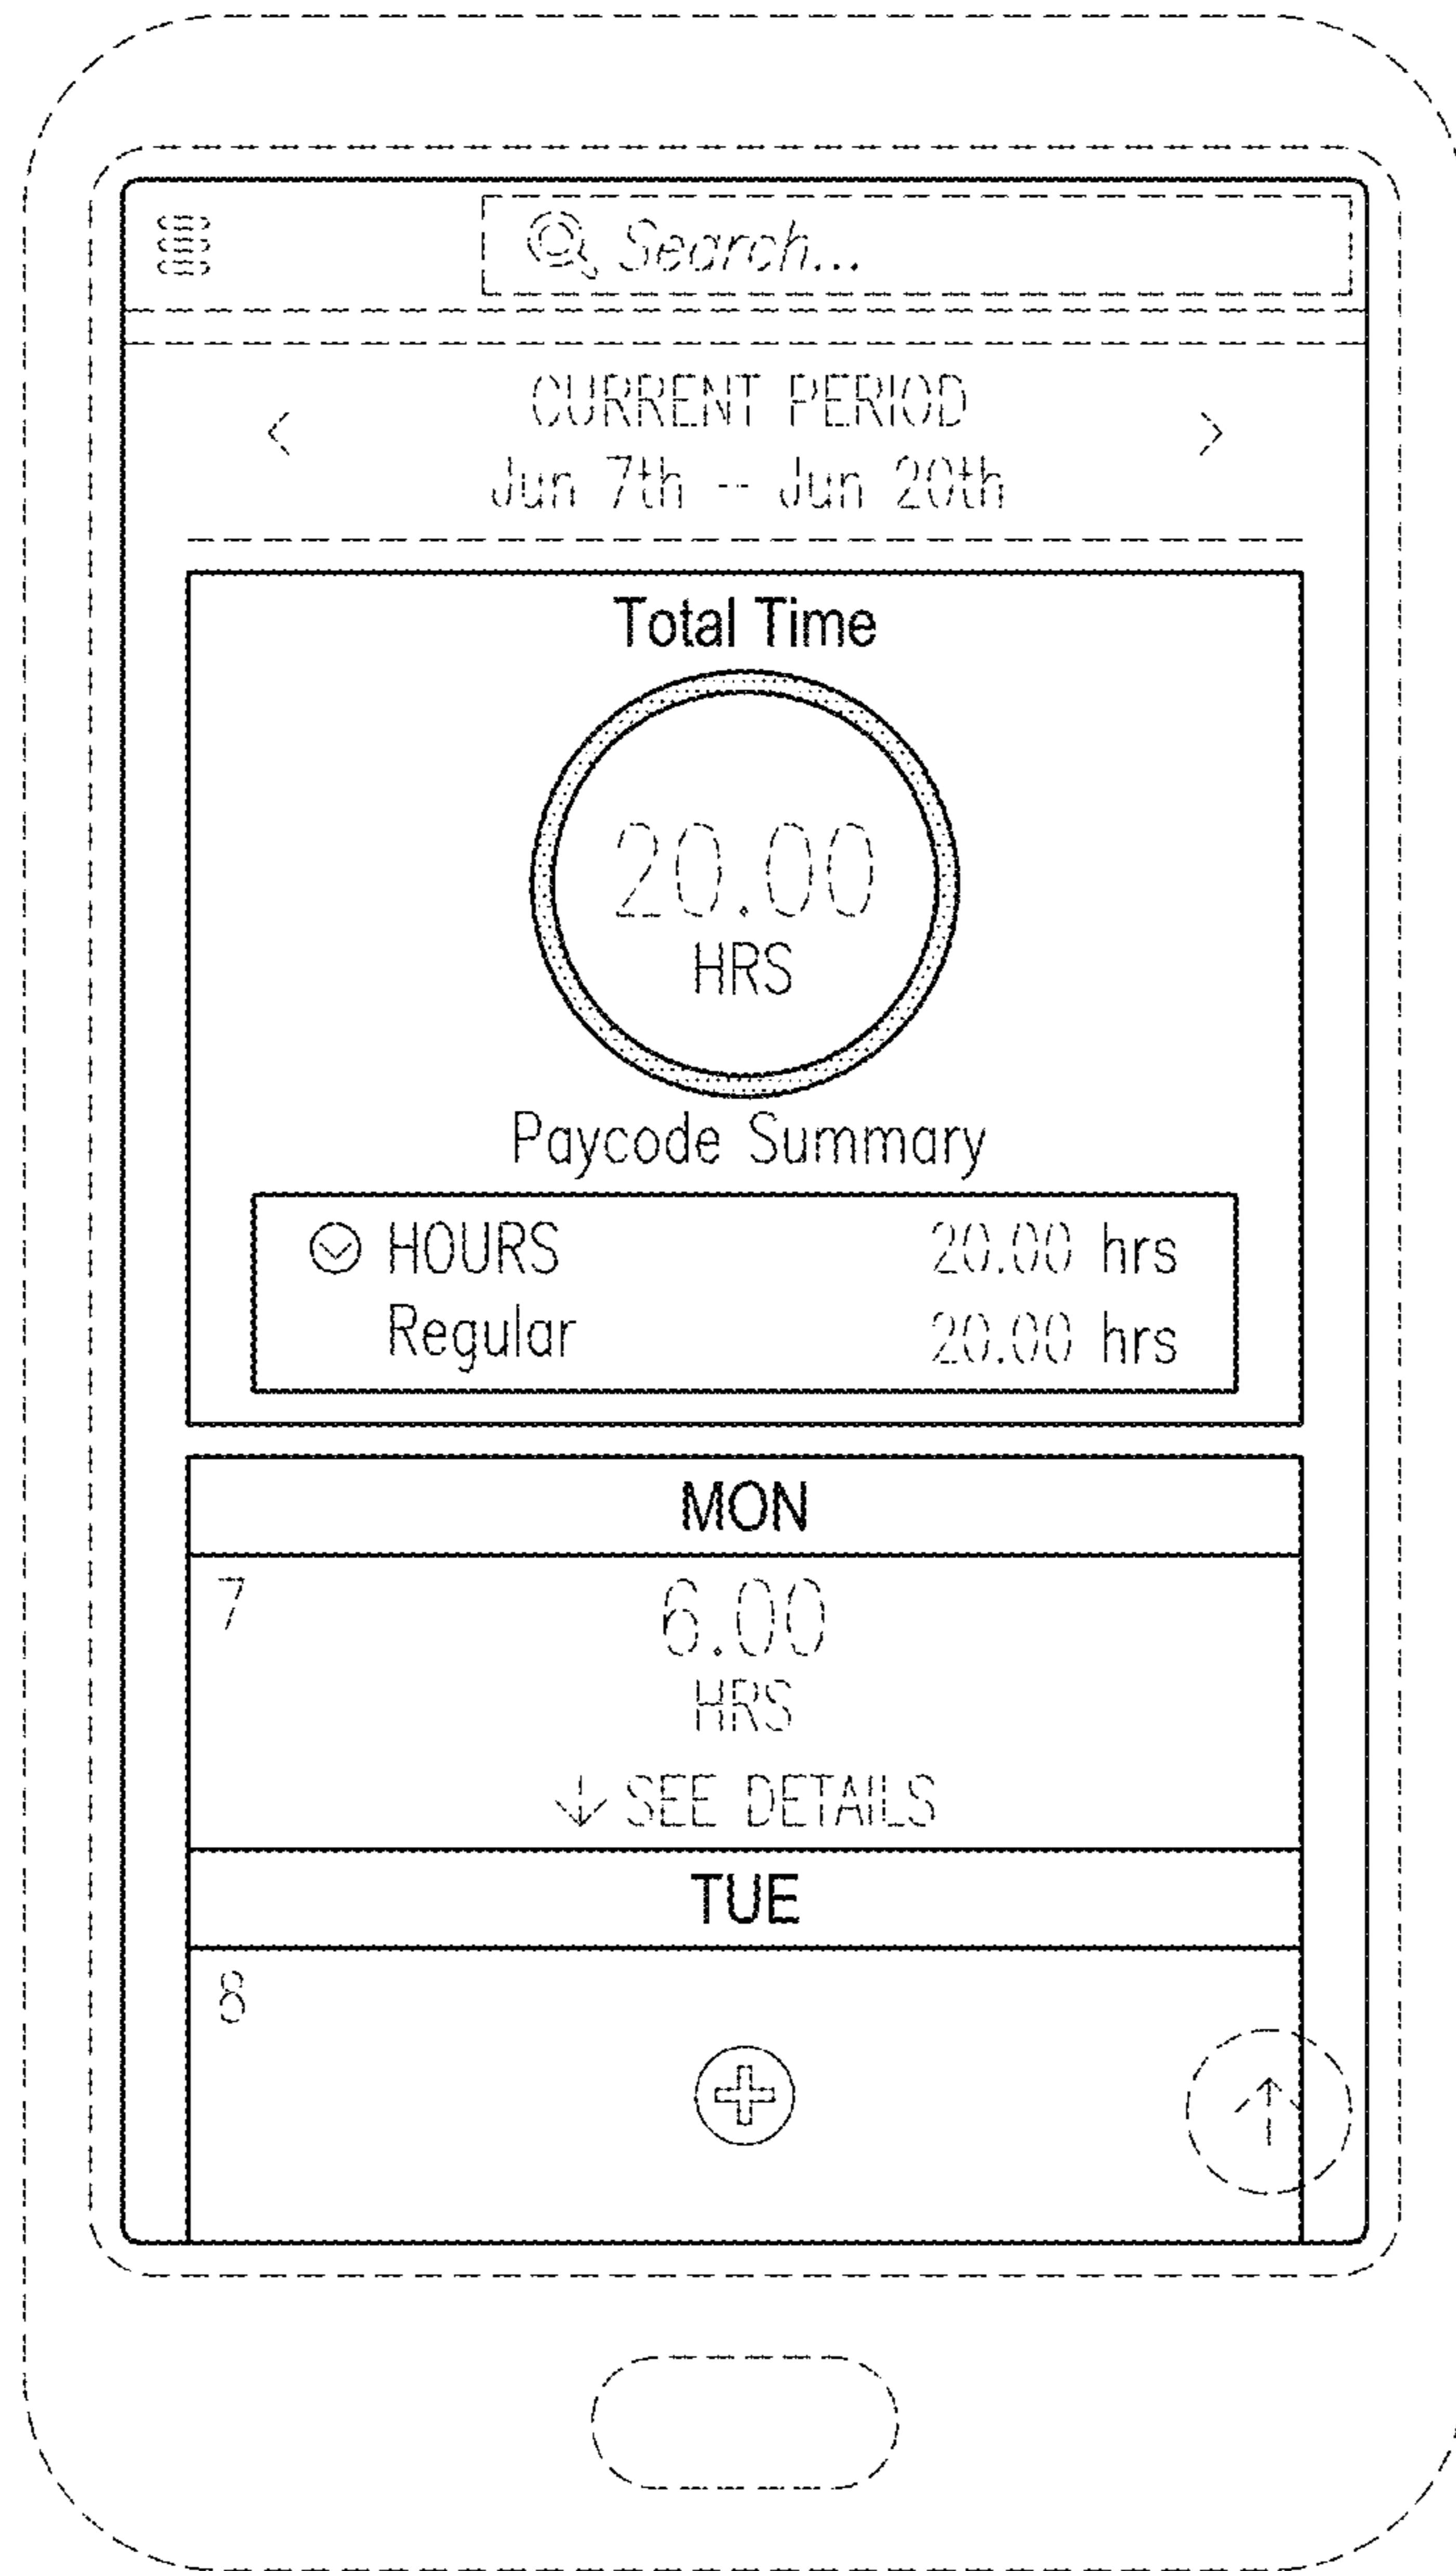 Search...
CURRENT PERIOD
Jun 7th -- Jun 20th
Total Time
20.00
HRS
Paycode Summary
HOURS 20.00 hrs
Regular 20.00 hrs
MON
7 6.00
HRS
SEE DETAILS
TUE
8